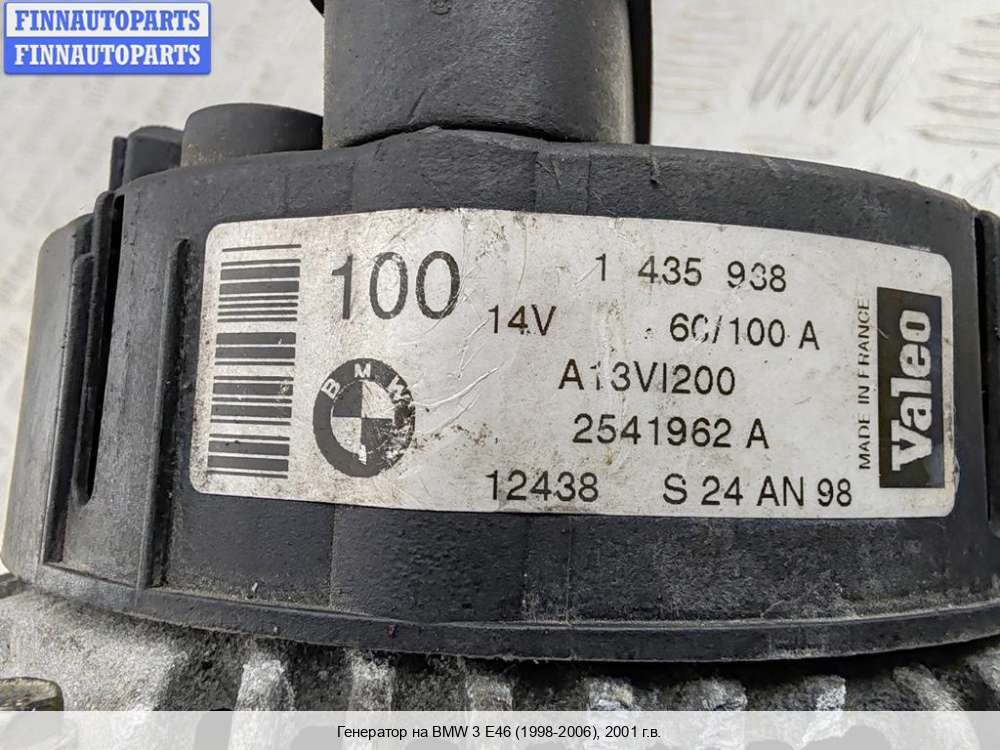 FINNAUTOPARTS
FINNAUTOPARTS
100
1 435 938
14V
60/100 A
A13VI200
2541962 A
12438
S 24 AN 98
BMW
MADE IN FRANCE
Valeo
Генератор на BMW 3 E46 (1998-2006), 2001 г.в.